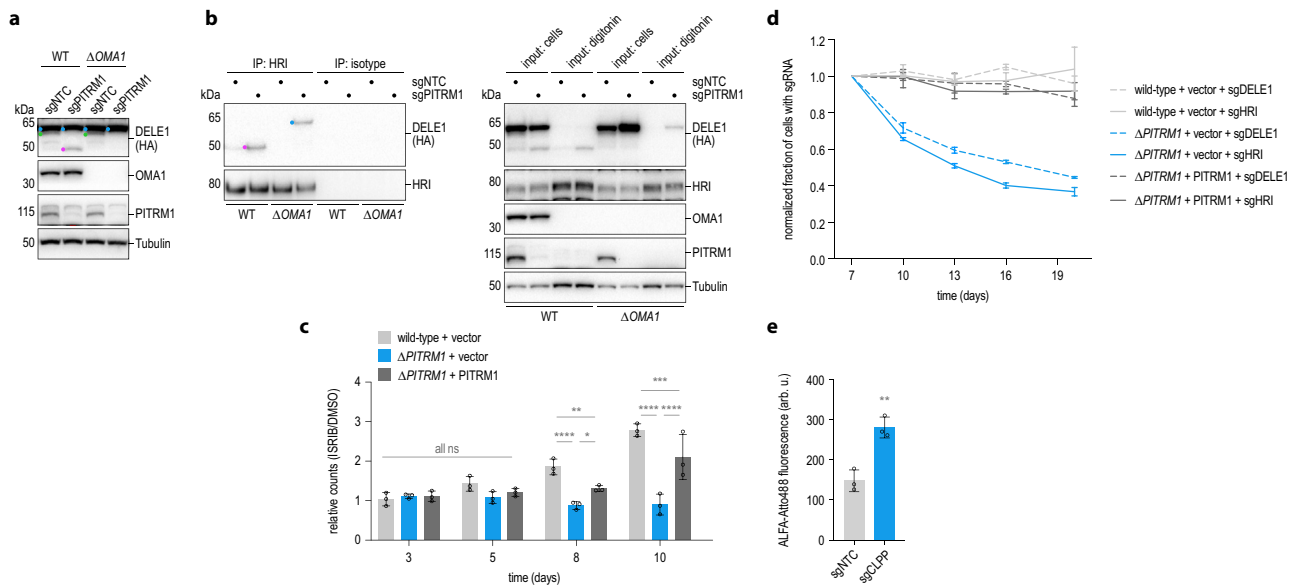 a
WT ΔOMA1
kDa sgNTC sgPITRM1 sgNTC sgPITRM1
65
50
DELE1
(HA)
30
OMA1
115
PITRM1
50
Tubulin
b
IP: HRI IP: isotype
sgNTC
sgPITRM1
kDa
65
50
DELE1
(HA)
80
HRI
WT ΔOMA1 WT ΔOMA1
input: cells input: digitonin input: cells input: digitonin
sgNTC
sgPITRM1
kDa
65
50
DELE1
(HA)
80
HRI
30
OMA1
115
PITRM1
50
Tubulin
WT ΔOMA1
c
wild-type + vector
ΔPITRM1 + vector
ΔPITRM1 + PITRM1
relative counts (ISRIB/DMSO)
4
3
2
1
0
all ns
**
**** *
***
**** ****
3 5 8 10
time (days)
d
normalized fraction of cells with sgRNA
1.2
1.0
0.8
0.6
0.4
0.2
0.0
7 10 13 16 19
time (days)
wild-type + vector + sgDELE1
wild-type + vector + sgHRI
ΔPITRM1 + vector + sgDELE1
ΔPITRM1 + vector + sgHRI
ΔPITRM1 + PITRM1 + sgDELE1
ΔPITRM1 + PITRM1 + sgHRI
e
ALFA-Atto488 fluorescence (arb. u.)
400
300
200
100
0
**
sgNTC sgCLPP